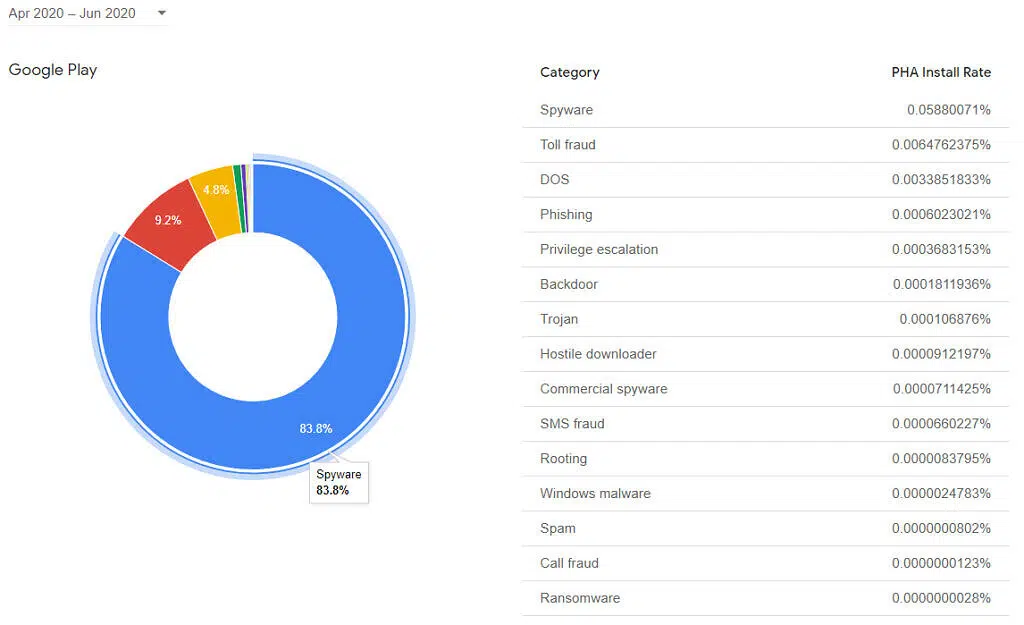 Apr 2020 – Jun 2020
Google Play
9.2%
4.8%
83.8%
Spyware
83.8%
Category PHA Install Rate
Spyware 0.05880071%
Toll fraud 0.0064762375%
DOS 0.0033851833%
Phishing 0.0006023021%
Privilege escalation 0.0003683153%
Backdoor 0.0001811936%
Trojan 0.000106876%
Hostile downloader 0.0000912197%
Commercial spyware 0.0000711425%
SMS fraud 0.0000660227%
Rooting 0.0000083795%
Windows malware 0.0000024783%
Spam 0.0000000802%
Call fraud 0.0000000123%
Ransomware 0.0000000028%